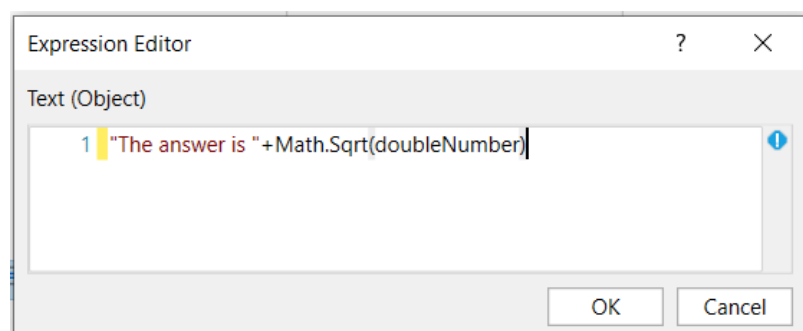 Expression Editor ? ×
Text (Object)
1 "The answer is "+Math.Sqrt(doubleNumber)
OK Cancel